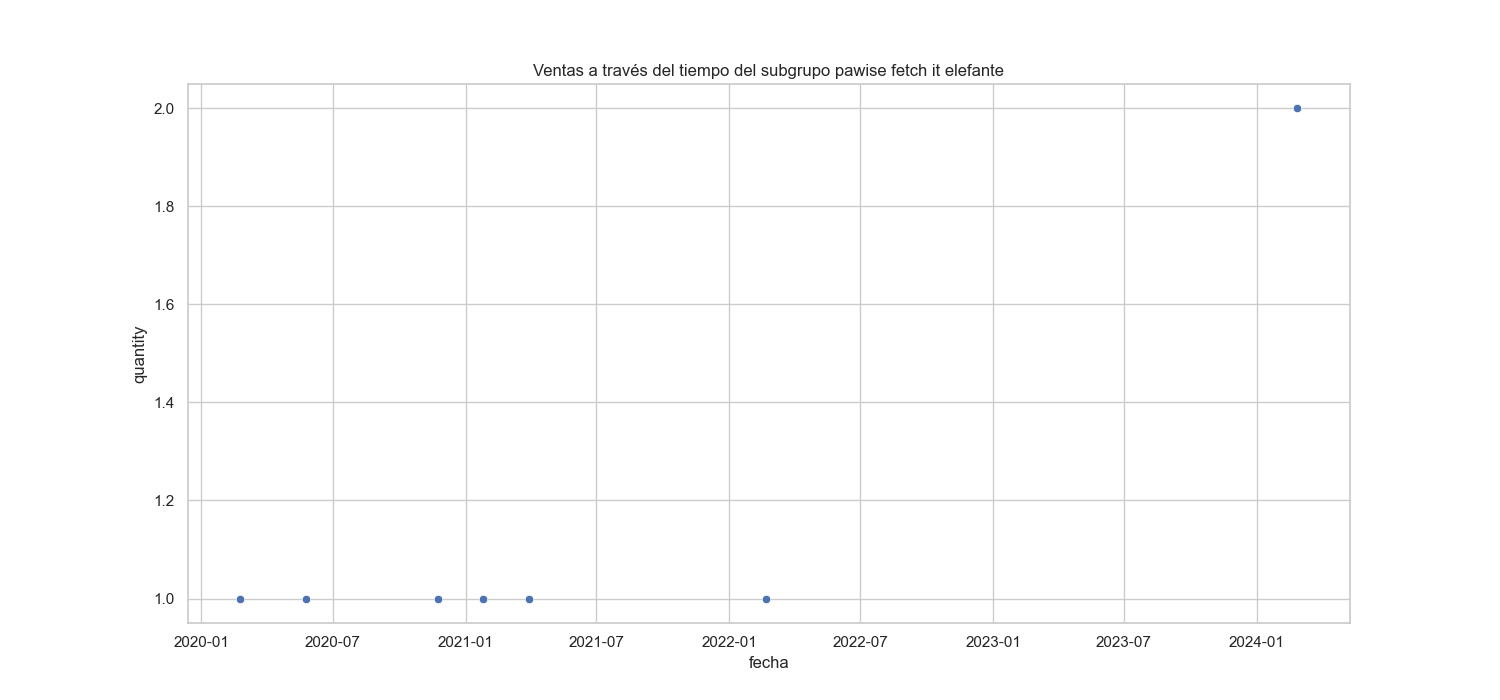 Ventas a través del tiempo del subgrupo pawise fetch it elefante
2.0
1.8
1.6
1.4
1.2
1.0
quantity
2020-01 2020-07 2021-01 2021-07 2022-01 2022-07 2023-01 2023-07 2024-01
fecha